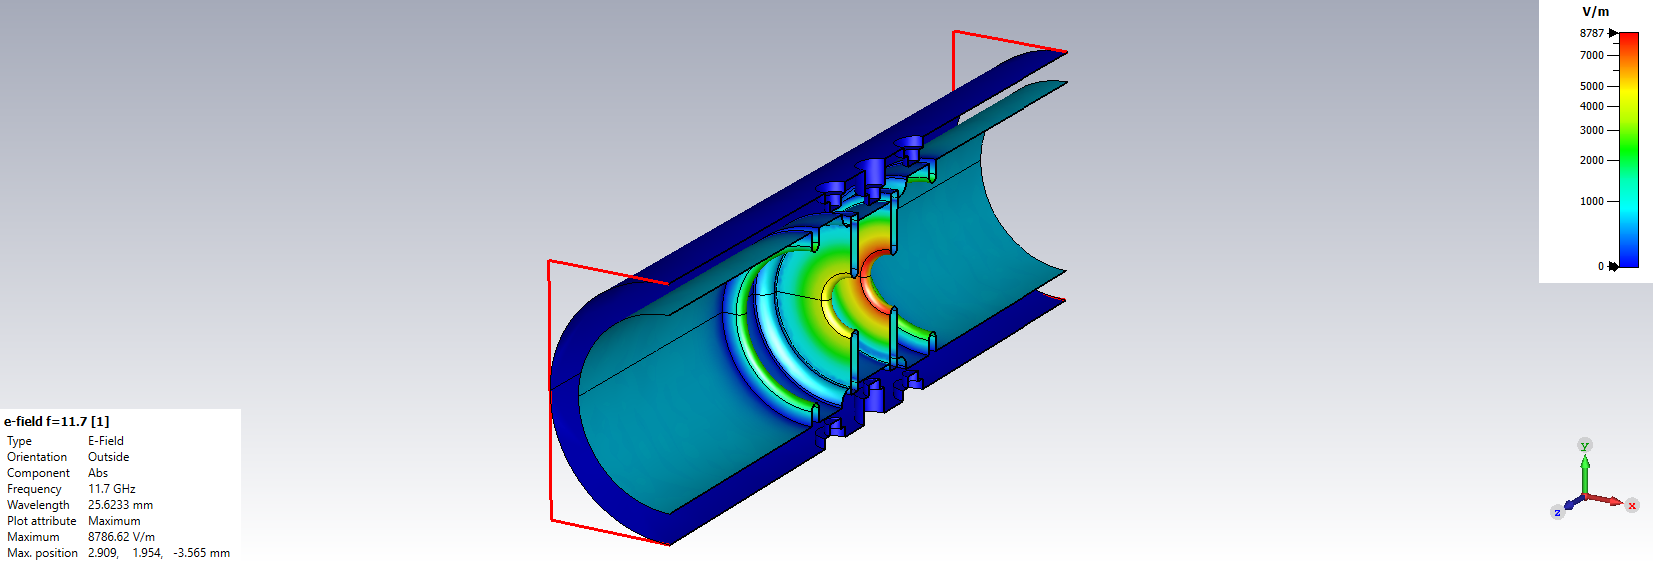 V/m
8787
7000
5000
4000
3000
2000
1000
0
e-field f=11.7 [1]
Type E-Field
Orientation Outside
Component Abs
Frequency 11.7 GHz
Wavelength 25.6233 mm
Plot attribute Maximum
Maximum 8786.62 V/m
Max. position 2.909, 1.954, -3.565 mm
y
z
x